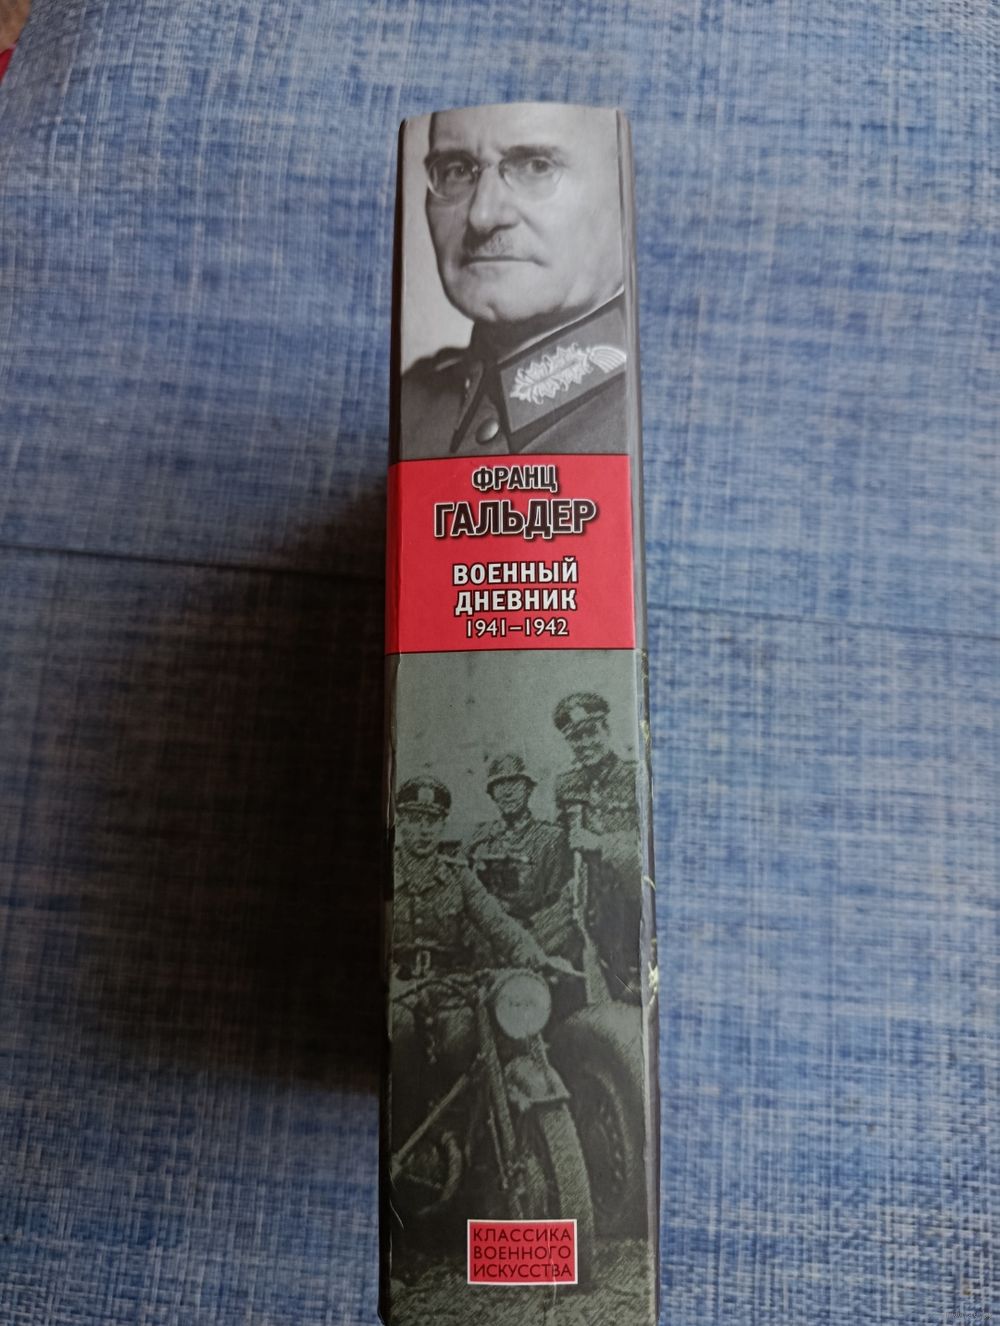 ФРАНЦ
ГАЛЬДЕР
ВОЕННЫЙ
ДНЕВНИК
1941–1942
КЛАССИКА
ВОЕННОГО
ИСКУССТВА